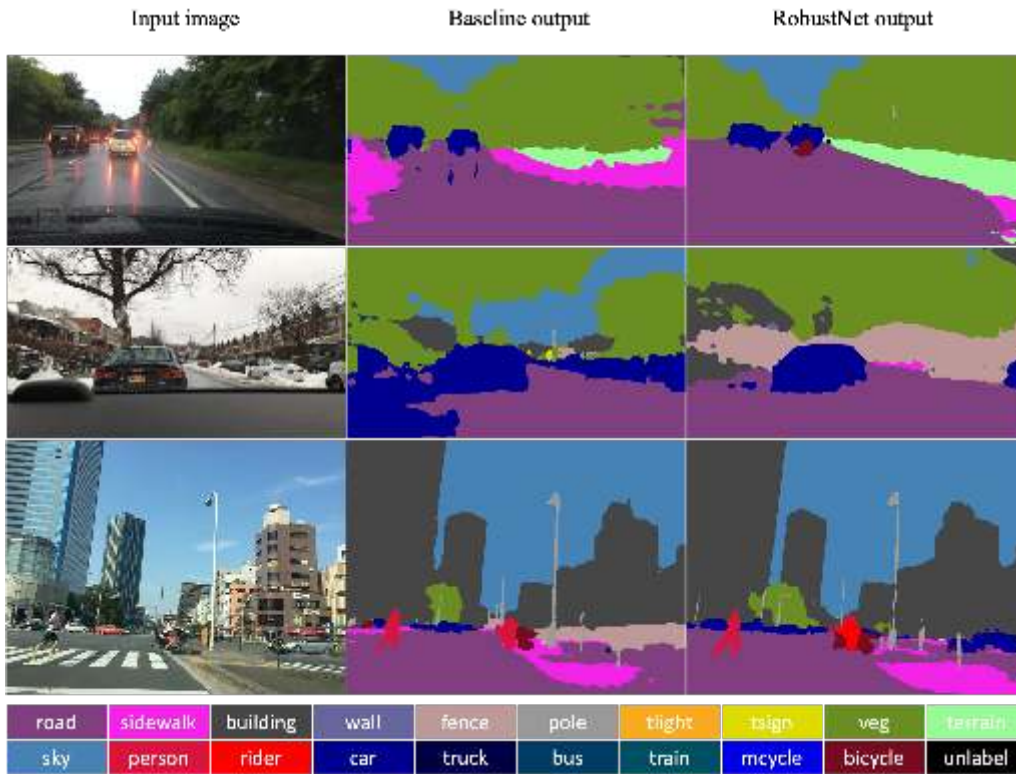 Input image Baseline output RobustNet output
road sidewalk building wall fence pole tlight tsign veg terrain
sky person rider car truck bus train mcycle bicycle unlabel